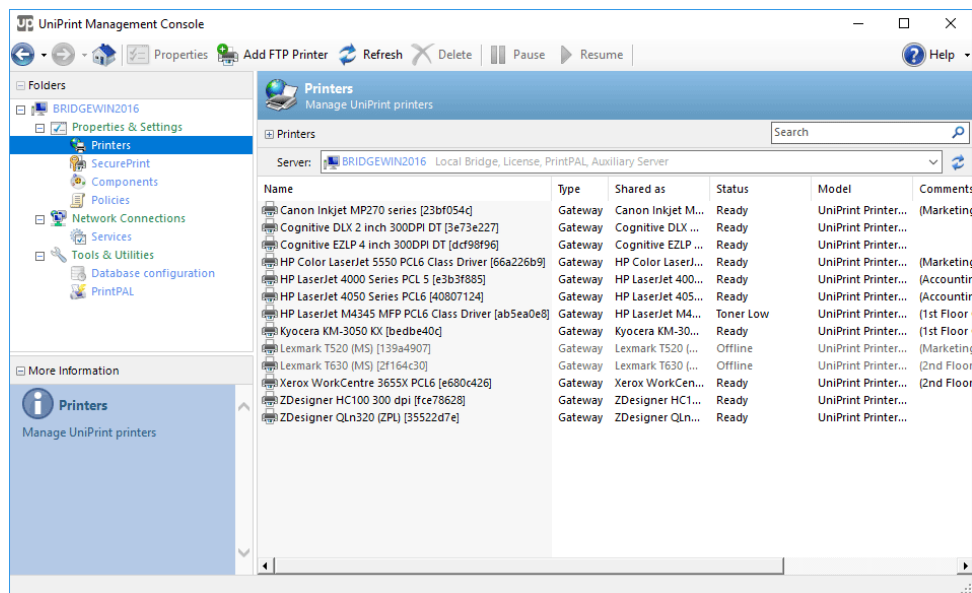 up UniPrint Management Console
Properties Add FTP Printer Refresh Delete Pause Resume Help
Folders
BRIDGEWIN2016
Properties & Settings
Printers
SecurePrint
Components
Policies
Network Connections
Services
Tools & Utilities
Database configuration
PrintPAL
More Information
Printers
Manage UniPrint printers
Printers
Manage UniPrint printers
Printers Search
Server: BRIDGEWIN2016 Local Bridge, License, PrintPAL, Auxiliary Server
Name Type Shared as Status Model Comments
Canon Inkjet MP270 series [23bf054c] Gateway Canon Inkjet M... Ready UniPrint Printer... (Marketing
Cognitive DLX 2 inch 300DPI DT [3e73e227] Gateway Cognitive DLX ... Ready UniPrint Printer...
Cognitive EZLP 4 inch 300DPI DT [dcf98f96] Gateway Cognitive EZLP ... Ready UniPrint Printer...
HP Color LaserJet 5550 PCL6 Class Driver [66a226b9] Gateway HP Color LaserJ... Ready UniPrint Printer... (Marketing
HP LaserJet 4000 Series PCL 5 [e3b3f885] Gateway HP LaserJet 400... Ready UniPrint Printer... (Accountin
HP LaserJet 4050 Series PCL6 [40807124] Gateway HP LaserJet 405... Ready UniPrint Printer... (Accountin
HP LaserJet M4345 MFP PCL6 Class Driver [ab5ea0e8] Gateway HP LaserJet M4... Toner Low UniPrint Printer... (1st Floor
Kyocera KM-3050 KX [bedbe40c] Gateway Kyocera KM-30... Ready UniPrint Printer... (1st Floor
Lexmark T520 (MS) [139a4907] Gateway Lexmark T520 (... Offline UniPrint Printer... (Marketing
Lexmark T630 (MS) [2f164c30] Gateway Lexmark T630 (... Offline UniPrint Printer... (2nd Floor
Xerox WorkCentre 3655X PCL6 [e680c426] Gateway Xerox WorkCen... Ready UniPrint Printer... (2nd Floor
ZDesigner HC100 300 dpi [fce78628] Gateway ZDesigner HC1... Ready UniPrint Printer...
ZDesigner QLn320 (ZPL) [35522d7e] Gateway ZDesigner QLn... Ready UniPrint Printer...